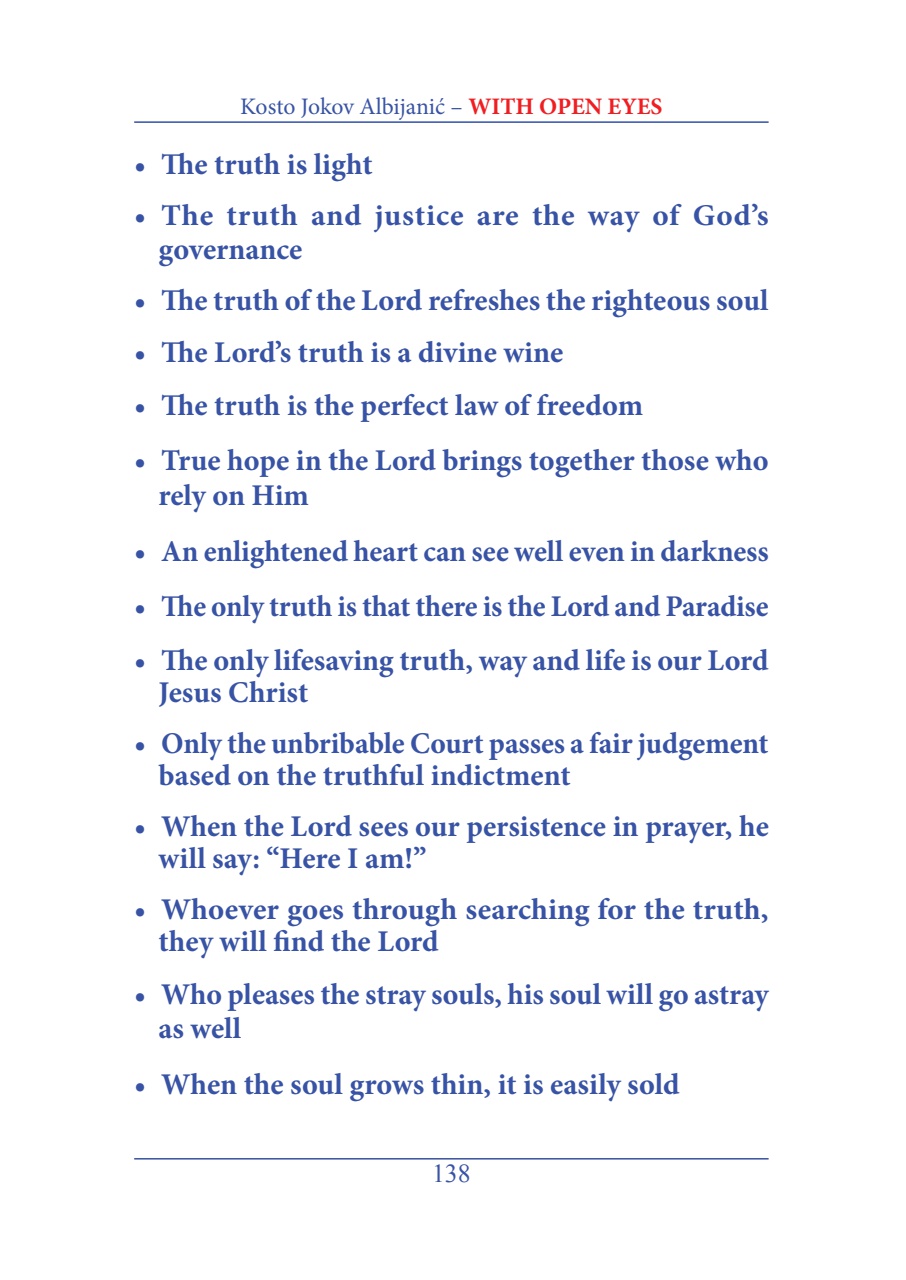 Kosto Jokov Albijanić – WITH OPEN EYES
• The truth is light
• The truth and justice are the way of God’s
governance
• The truth of the Lord refreshes the righteous soul
• The Lord’s truth is a divine wine
• The truth is the perfect law of freedom
• True hope in the Lord brings together those who
rely on Him
• An enlightened heart can see well even in darkness
• The only truth is that there is the Lord and Paradise
• The only lifesaving truth, way and life is our Lord
Jesus Christ
• Only the unbribable Court passes a fair judgement
based on the truthful indictment
• When the Lord sees our persistence in prayer, he
will say: “Here I am!”
• Whoever goes through searching for the truth,
they will find the Lord
• Who pleases the stray souls, his soul will go astray
as well
• When the soul grows thin, it is easily sold
138